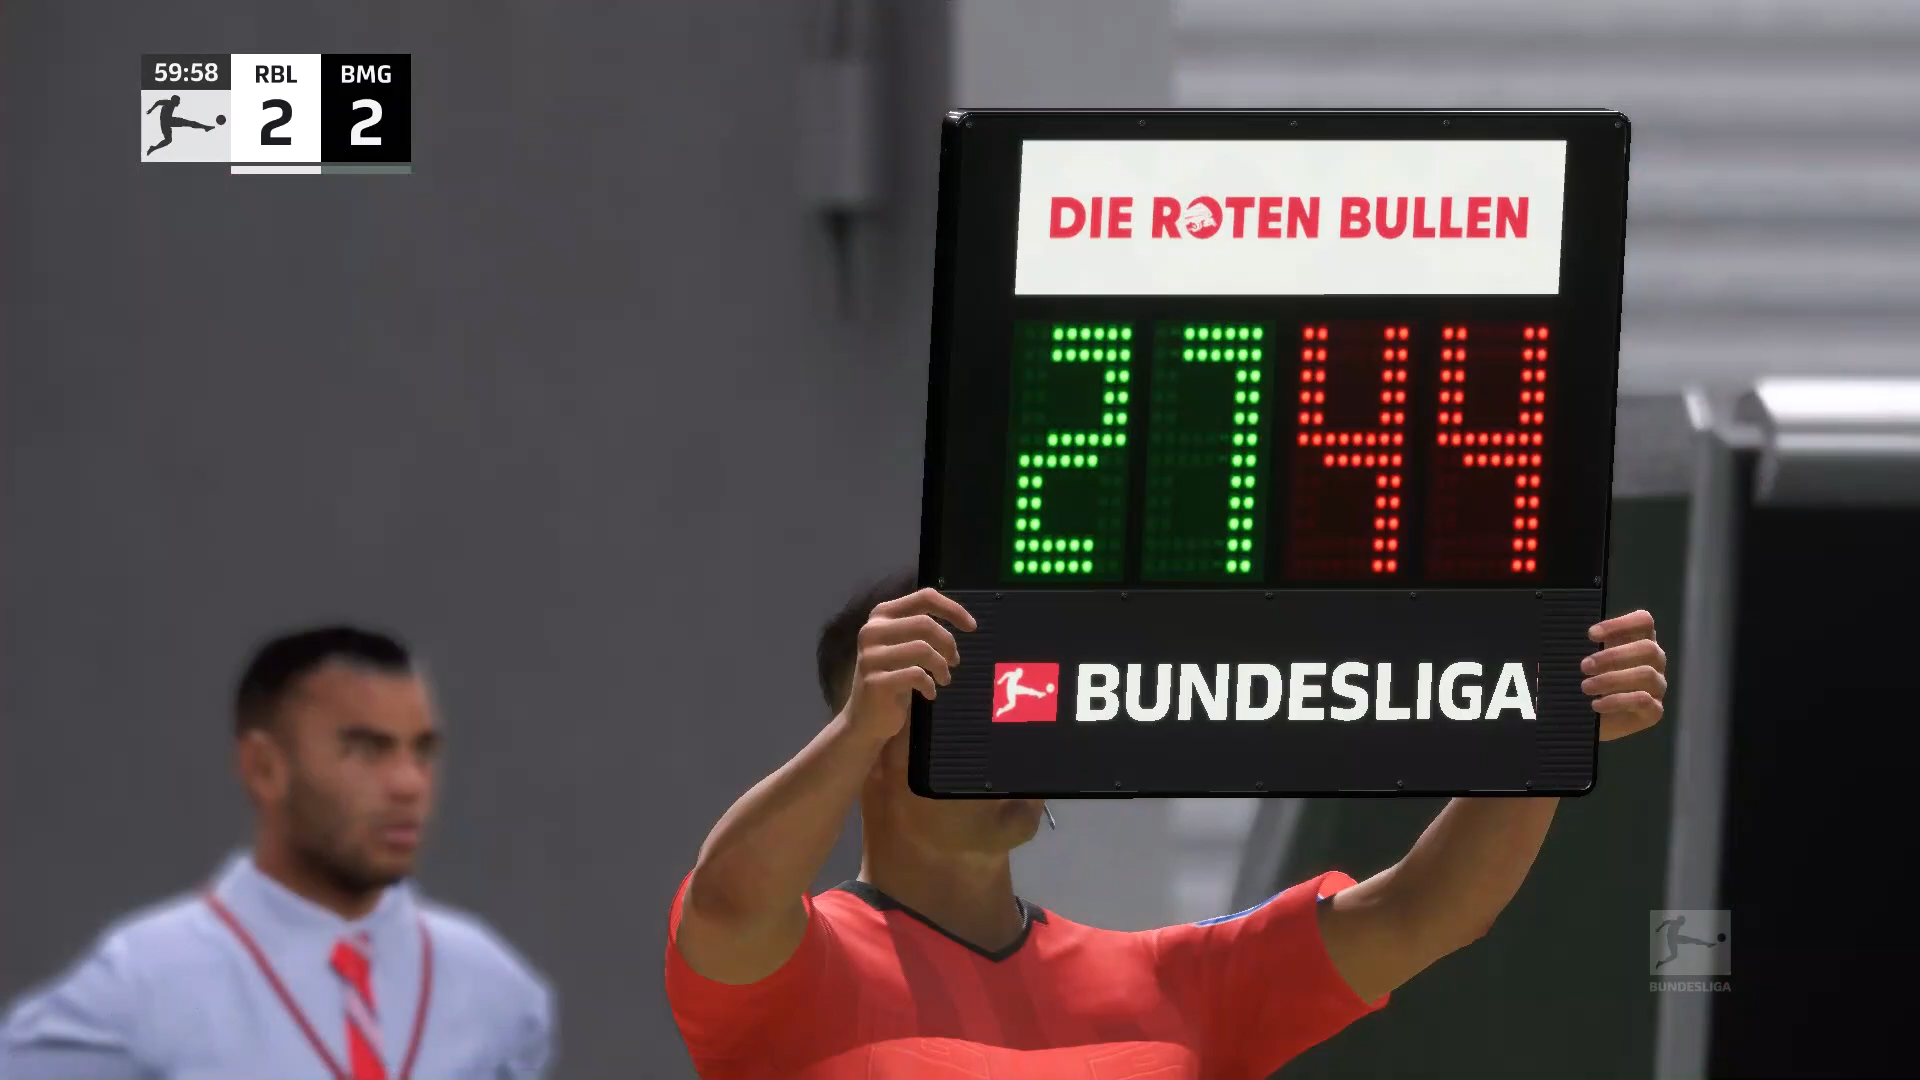 59:58 RBL BMG
2 2
DIE ROTEN BULLEN
27 44
BUNDESLIGA
BUNDESLIGA